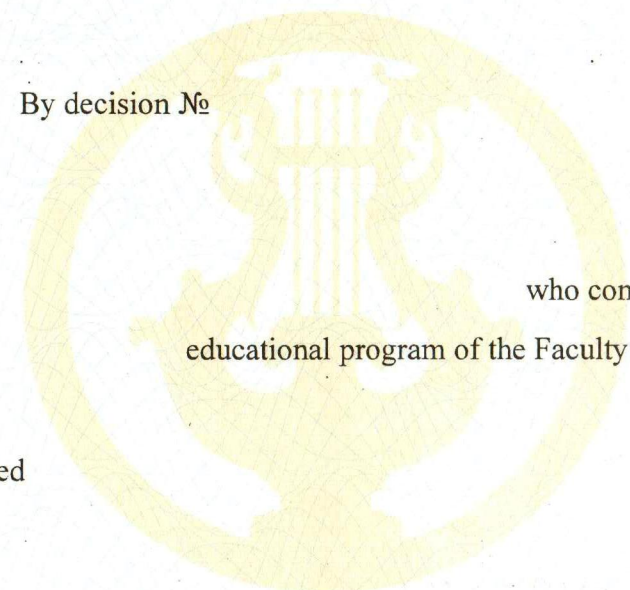 By decision №
who con
educational program of the Faculty
ed